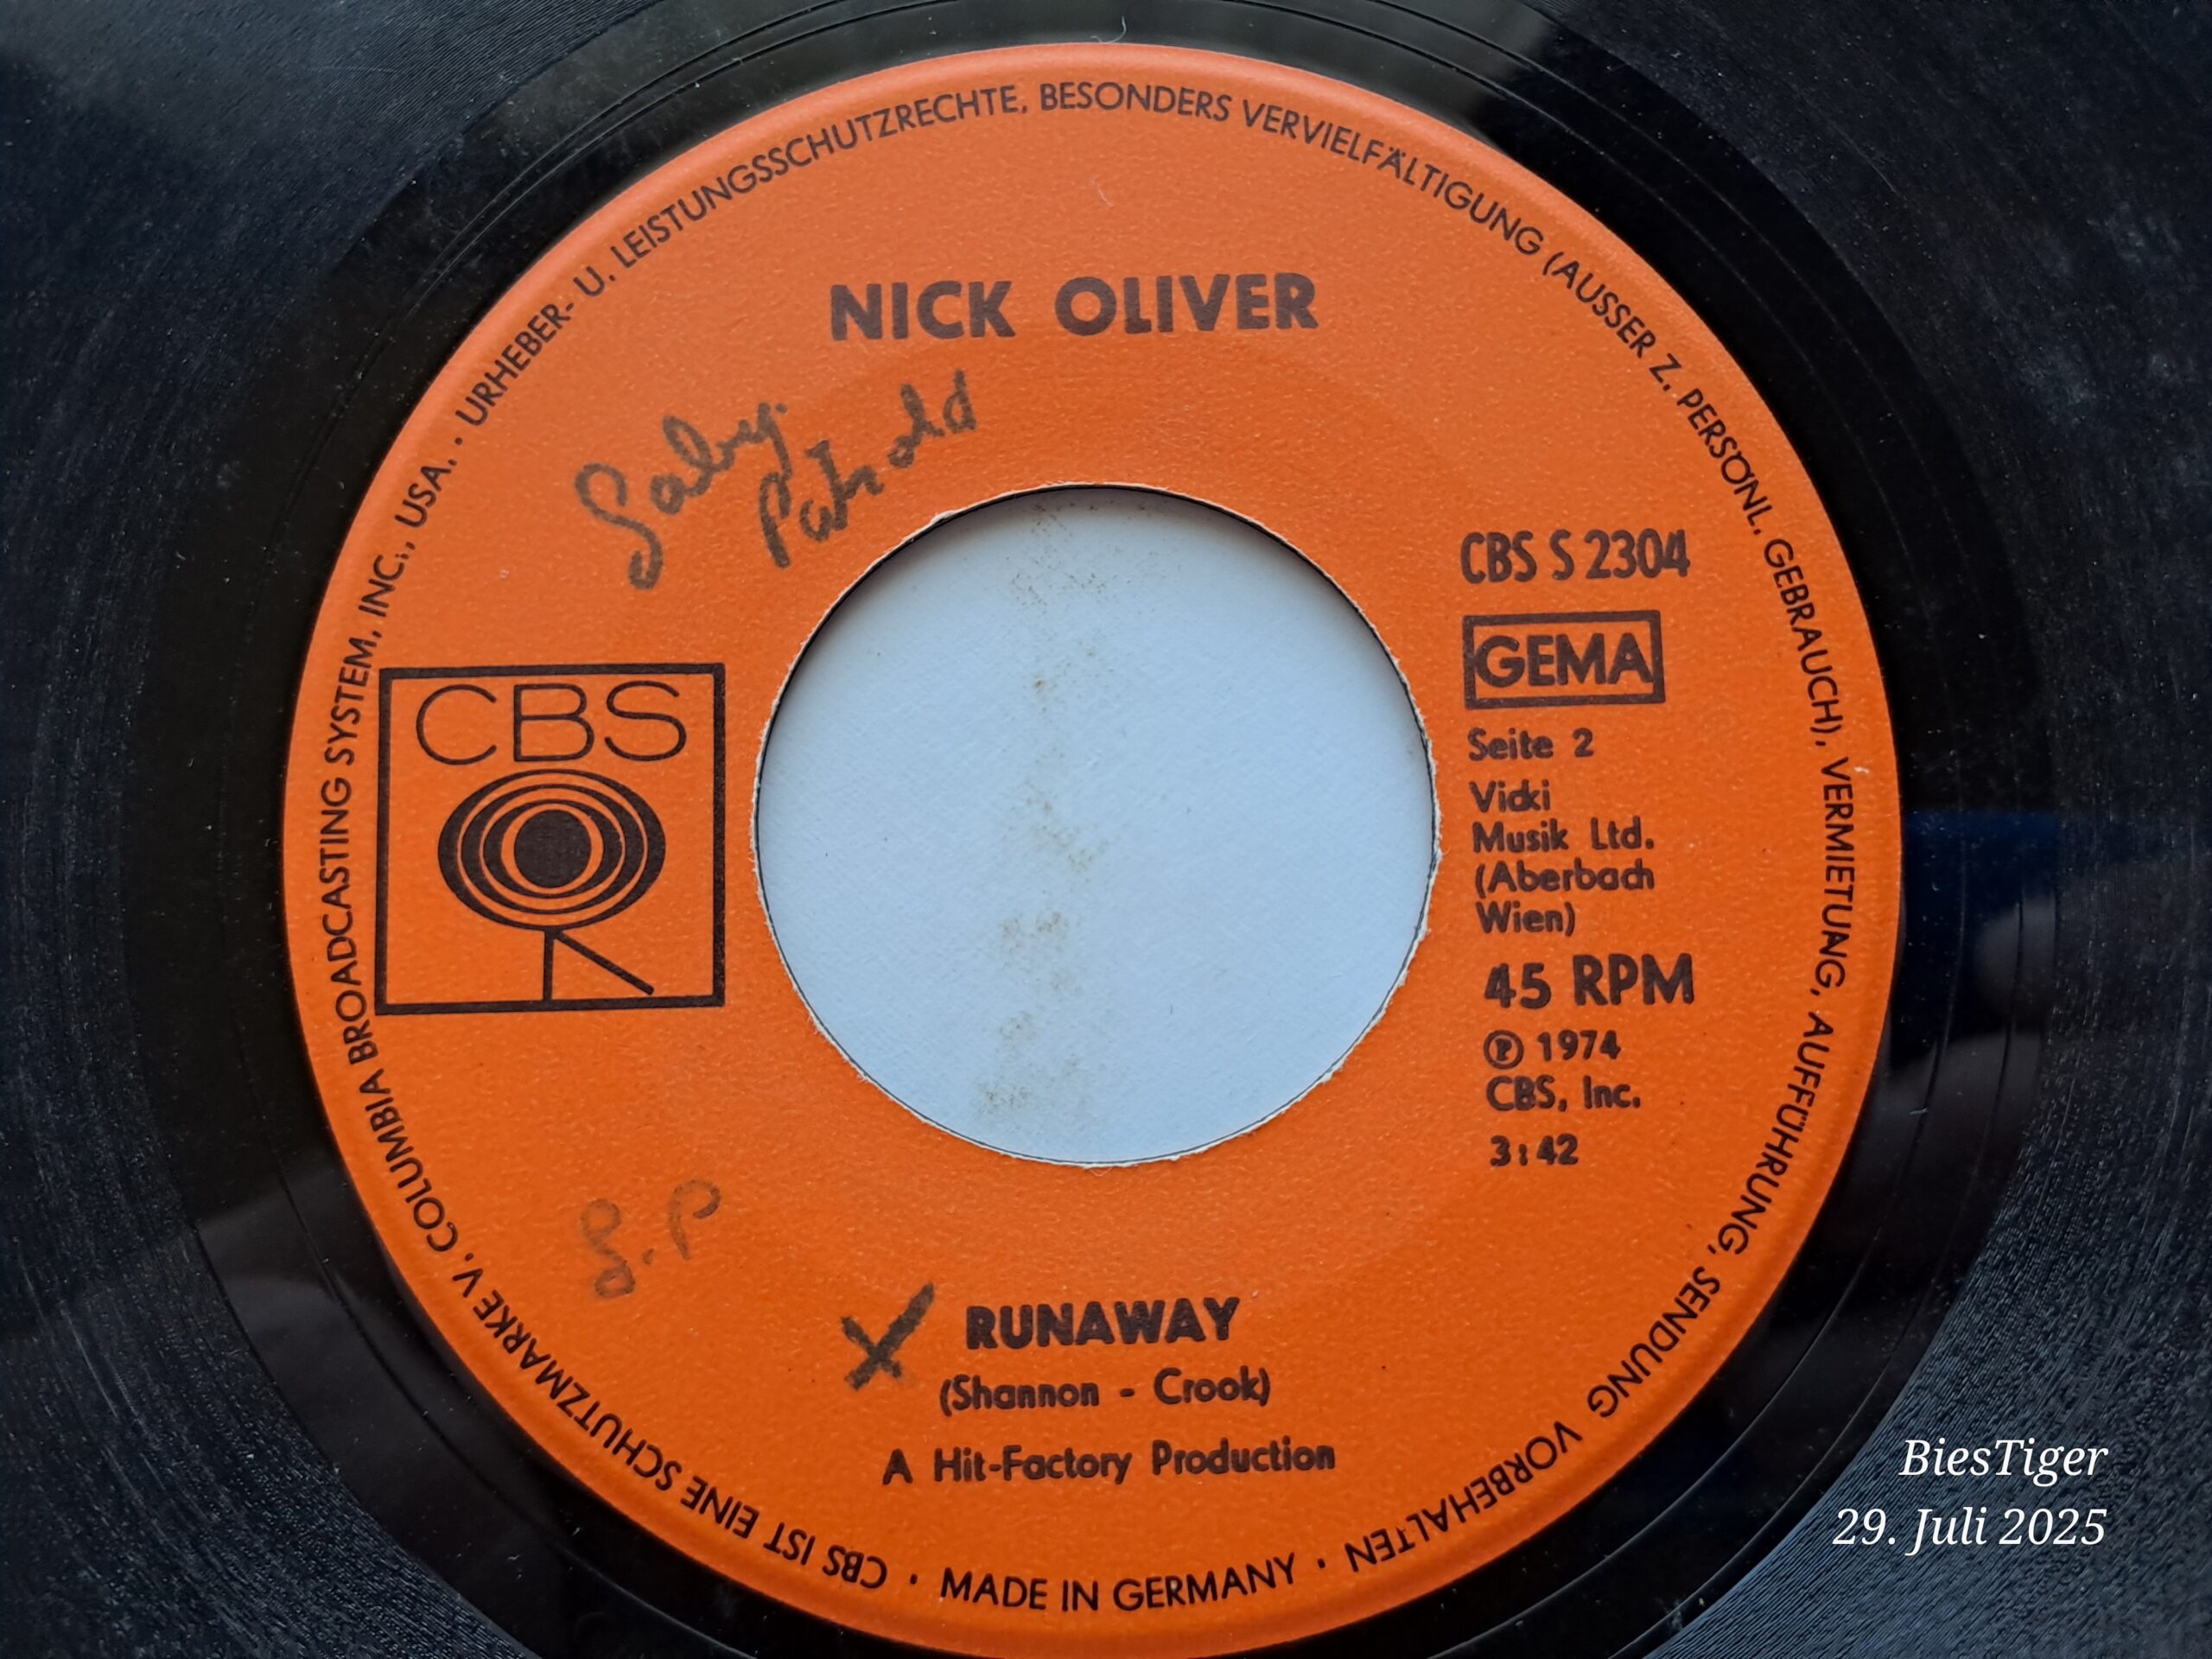 CBS IST EINE SCHUTZMARKE V. COLUMBIA BROADCASTING SYSTEM, INC., USA. · URHEBER- U. LEISTUNGSSCHUTZRECHTE, BESONDERS VERVIELFÄLTIGUNG (AUSSER Z. PERSÖNL. GEBRAUCH), VERMIETUNG, AUFFÜHRUNG, SENDUNG VORBEHALTEN · MADE IN GERMANY ·
NICK OLIVER
Gaby
CBS
CBS S 2304
GEMA
Seite 2
Vicki
Musik Ltd.
(Aberbach
Wien)
45 RPM
℗ 1974
CBS, Inc.
3:42
G.P
X RUNAWAY
(Shannon - Crook)
A Hit-Factory Production
BiesTiger
29. Juli 2025